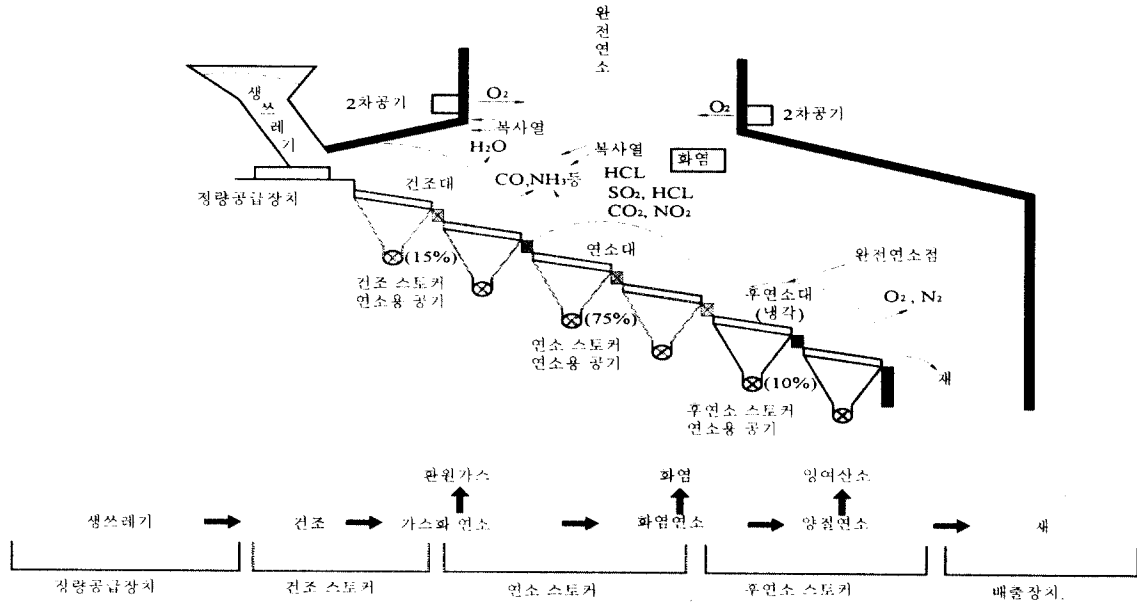 완
전
연
소
생
쓰
레
기
2차공기
O₂
복사열
H₂O
O₂
2차공기
복사열
화염
건조대
CO,NH₃등
HCL
SO₂, HCL
CO₂, NO₂
정량공급장치
(15%)
건조 스토커
연소용 공기
연소대
(75%)
연소 스토커
연소용 공기
완전연소점
후연소대
(냉각)
O₂ , N₂
(10%)
재
후연소 스토커
연소용 공기
환원가스
화염
잉여산소
생쓰레기
건조
가스화 연소
화염연소
양질연소
재
정량공급장치
건조 스토커
연소 스토커
후연소 스토커
배출장치.